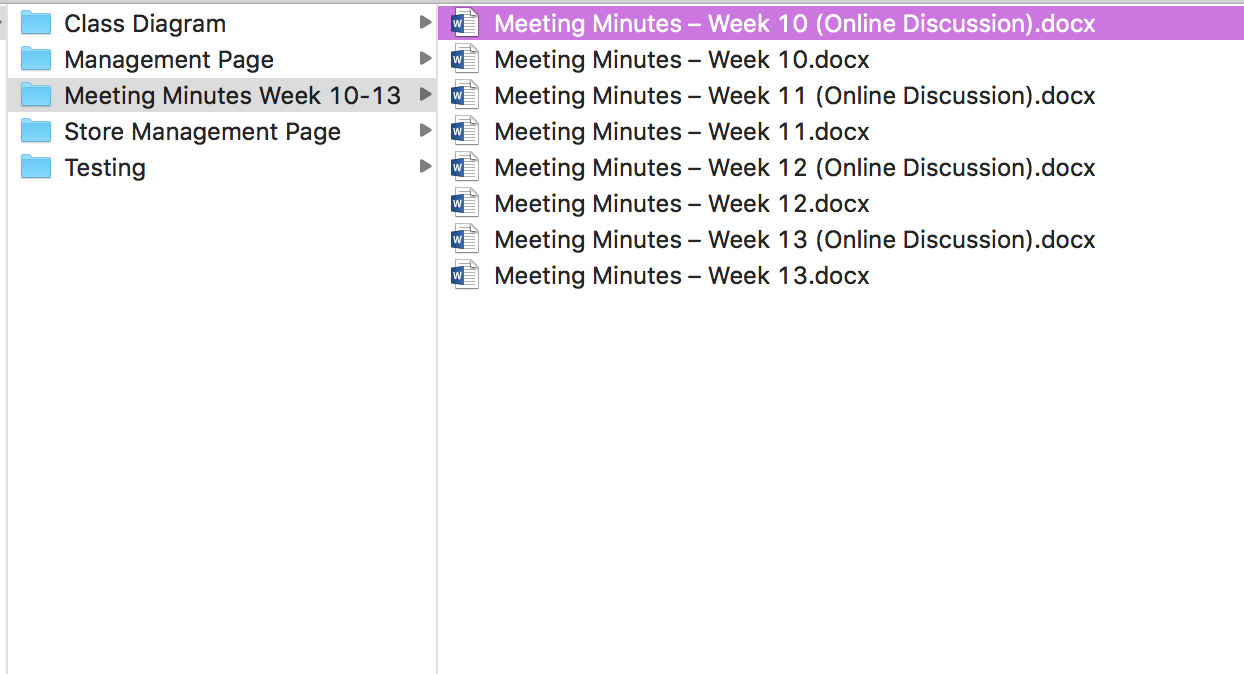 Class Diagram
Management Page
Meeting Minutes Week 10-13
Store Management Page
Testing
Meeting Minutes – Week 10 (Online Discussion).docx
Meeting Minutes – Week 10.docx
Meeting Minutes – Week 11 (Online Discussion).docx
Meeting Minutes – Week 11.docx
Meeting Minutes – Week 12 (Online Discussion).docx
Meeting Minutes – Week 12.docx
Meeting Minutes – Week 13 (Online Discussion).docx
Meeting Minutes – Week 13.docx